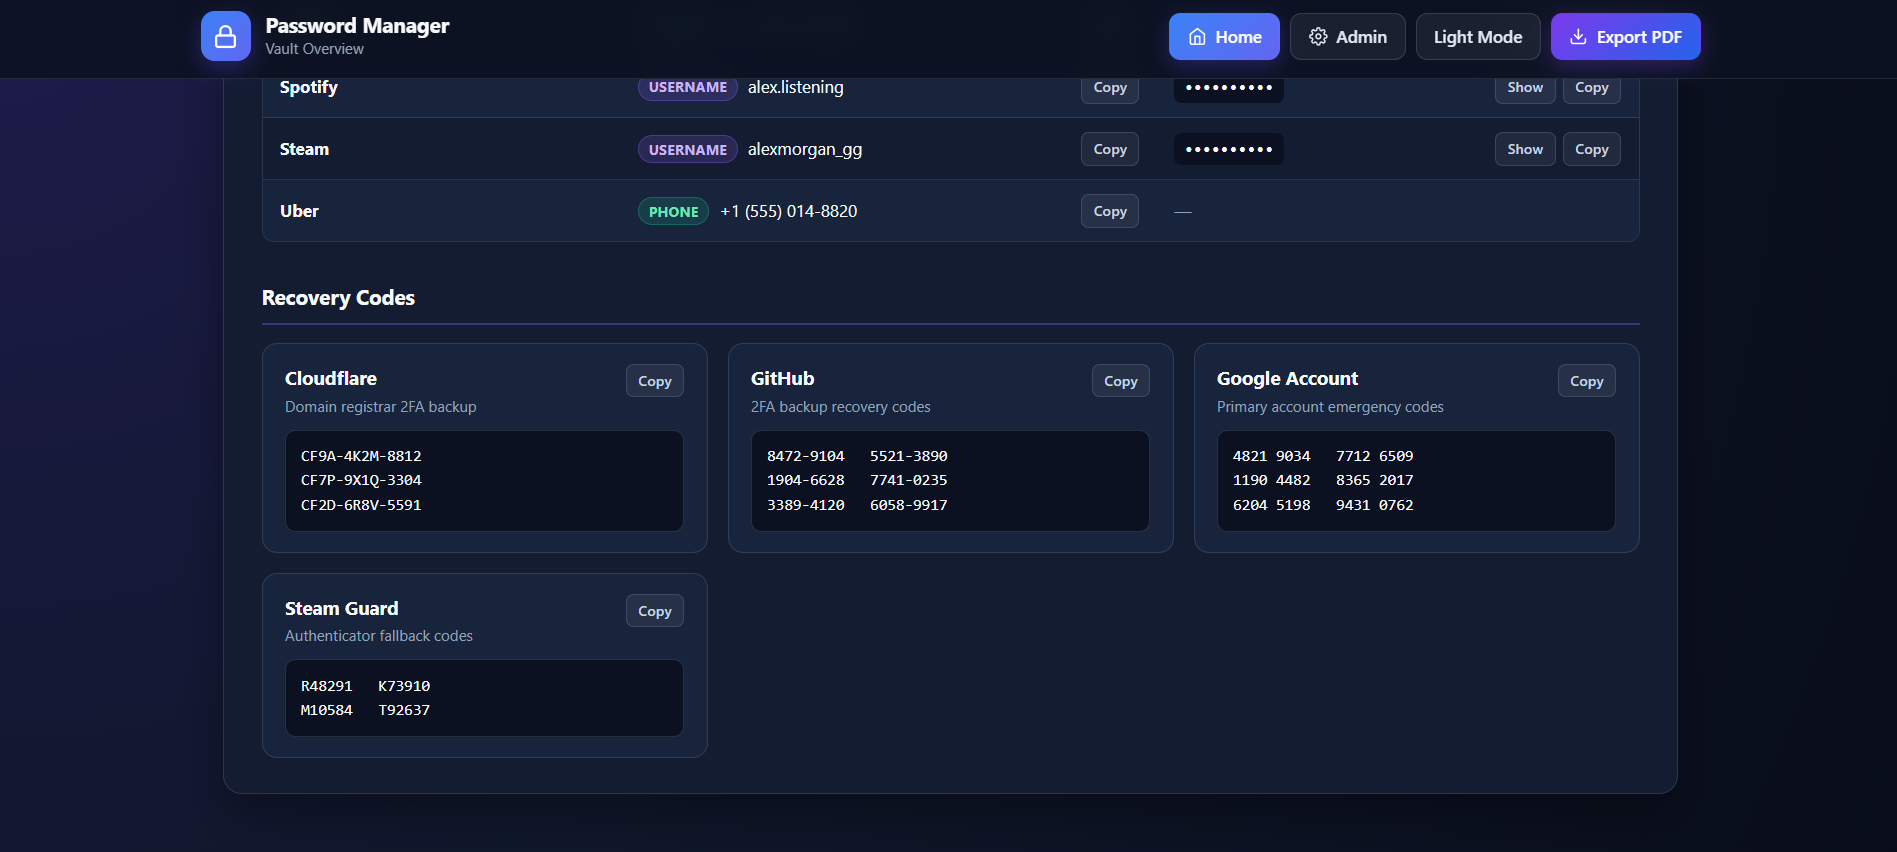 Password Manager
Vault Overview
Home
Admin
Light Mode
Export PDF
Spotify USERNAME alex.listening Copy •••••••••• Show Copy
Steam USERNAME alexmorgan_gg Copy •••••••••• Show Copy
Uber PHONE +1 (555) 014-8820 Copy —
Recovery Codes
Cloudflare Copy
Domain registrar 2FA backup
CF9A-4K2M-8812
CF7P-9X1Q-3304
CF2D-6R8V-5591
GitHub Copy
2FA backup recovery codes
8472-9104 5521-3890
1904-6628 7741-0235
3389-4120 6058-9917
Google Account Copy
Primary account emergency codes
4821 9034 7712 6509
1190 4482 8365 2017
6204 5198 9431 0762
Steam Guard Copy
Authenticator fallback codes
R48291 K73910
M10584 T92637